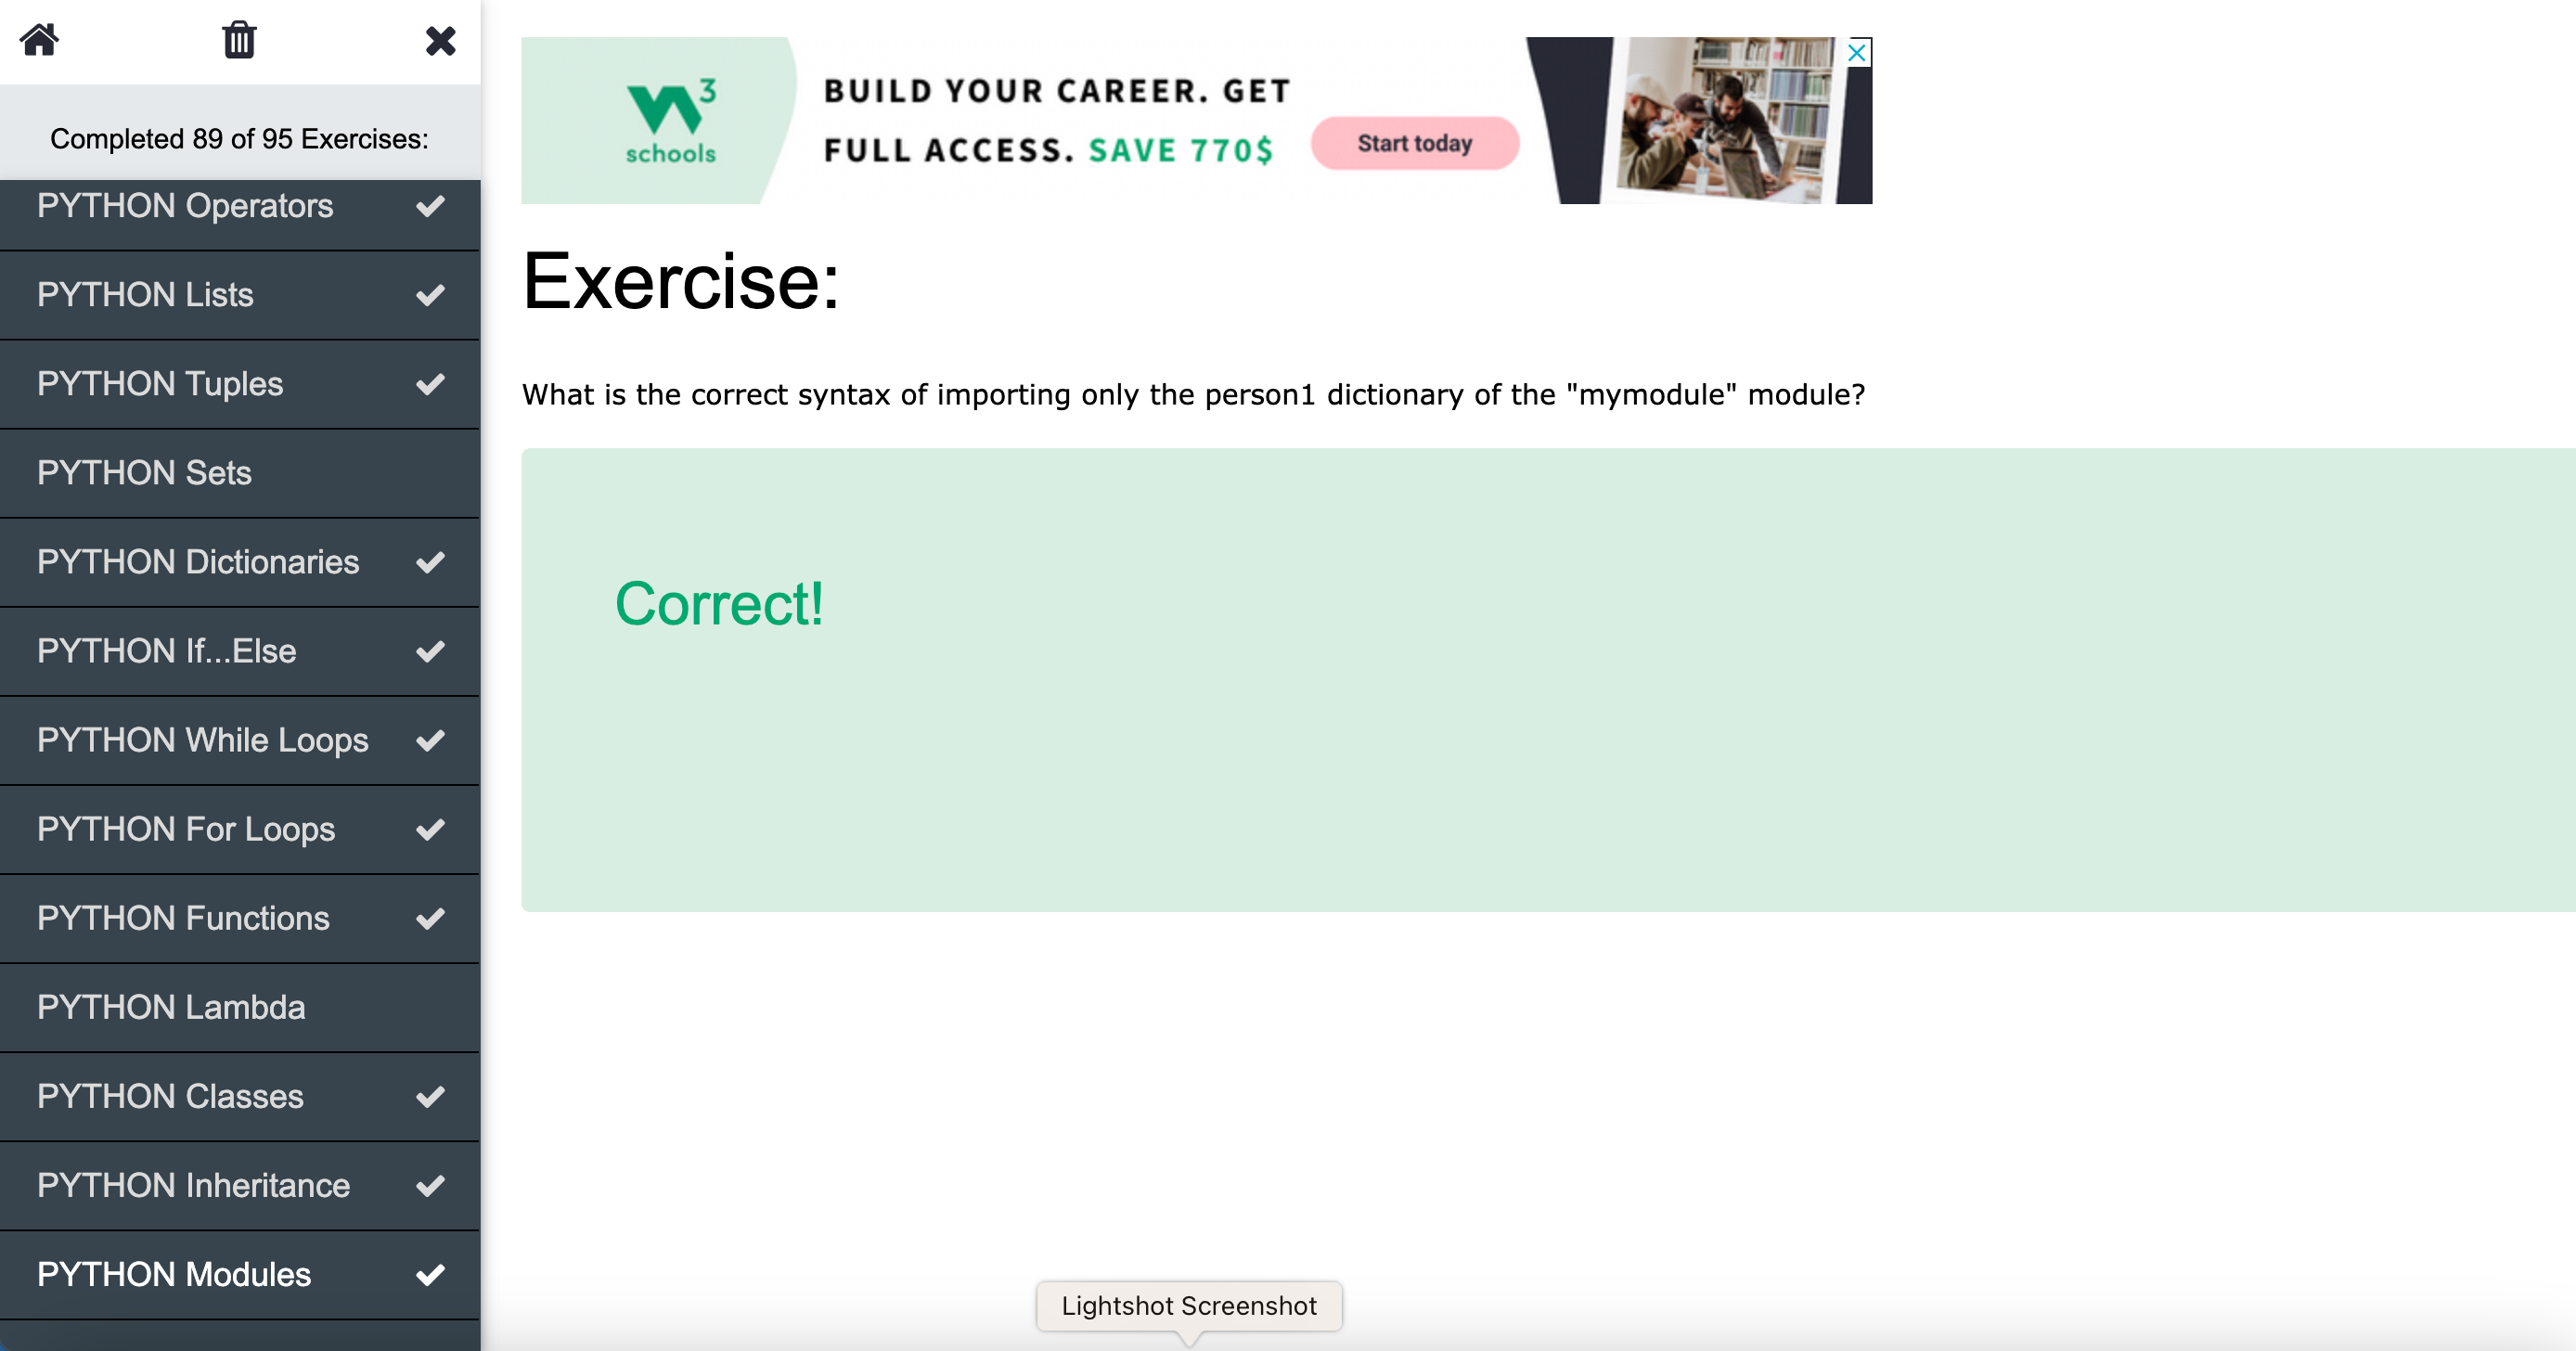 Completed 89 of 95 Exercises:
PYTHON Operators
PYTHON Lists
PYTHON Tuples
PYTHON Sets
PYTHON Dictionaries
PYTHON If...Else
PYTHON While Loops
PYTHON For Loops
PYTHON Functions
PYTHON Lambda
PYTHON Classes
PYTHON Inheritance
PYTHON Modules
W3
schools
BUILD YOUR CAREER. GET
FULL ACCESS. SAVE 770$
Start today
Exercise:
What is the correct syntax of importing only the person1 dictionary of the "mymodule" module?
Correct!
Lightshot Screenshot